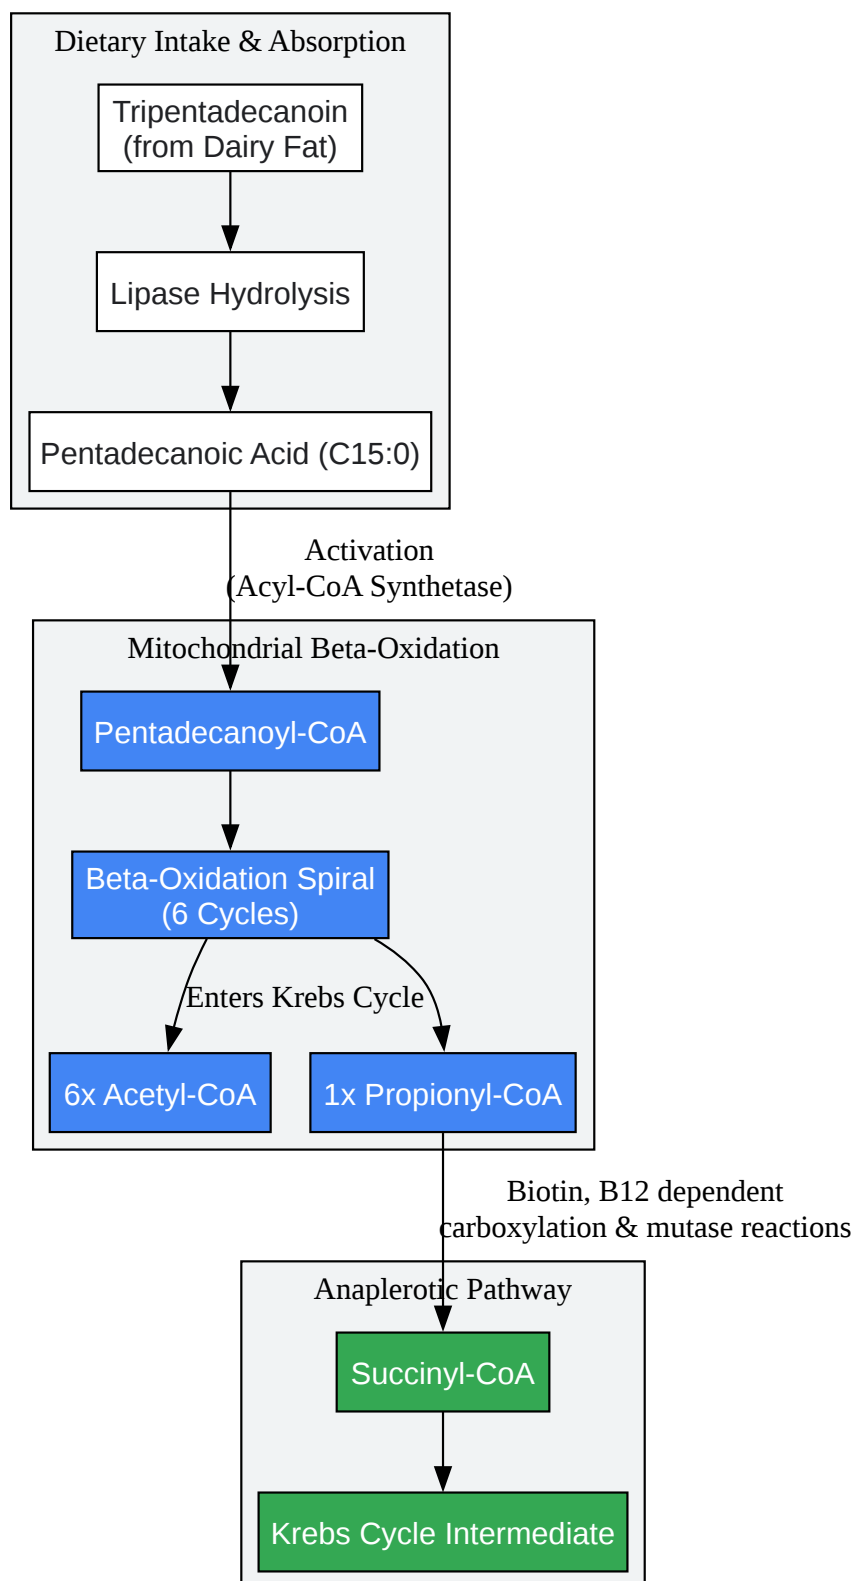 Dietary Intake & Absorption
Tripentadecanoin
(from Dairy Fat)
Lipase Hydrolysis
Pentadecanoic Acid (C15:0)
Activation
(Acyl-CoA Synthetase)
Mitochondrial Beta-Oxidation
Pentadecanoyl-CoA
Beta-Oxidation Spiral
(6 Cycles)
Enters Krebs Cycle
6x Acetyl-CoA
1x Propionyl-CoA
Biotin, B12 dependent
carboxylation & mutase reactions
Anaplerotic Pathway
Succinyl-CoA
Krebs Cycle Intermediate